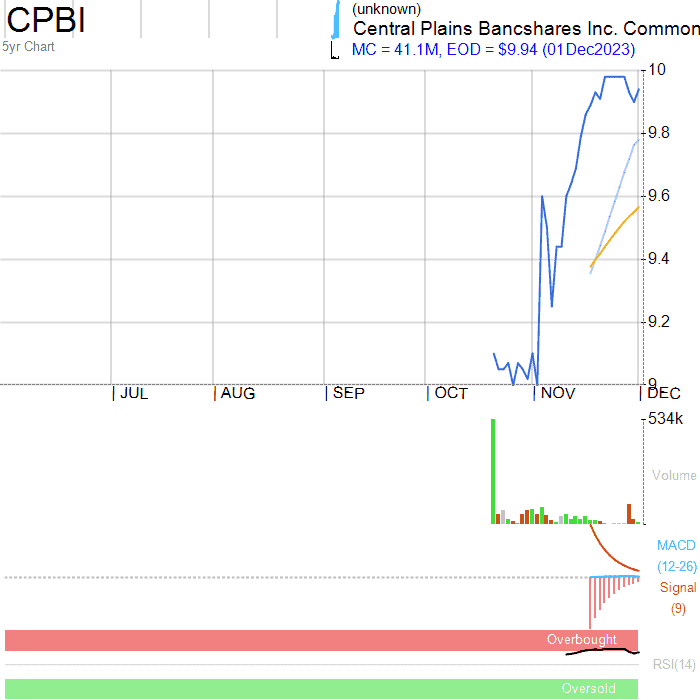 CPBI
(unknown)
Central Plains Bancshares Inc. Common
5yr Chart
MC = 41.1M, EOD = $9.94 (01Dec2023)
10
9.8
9.6
9.4
9.2
9
JUL AUG SEP OCT NOV DEC
534k
Volume
MACD
(12-26)
Signal
(9)
Overbought
RSI(14)
Oversold